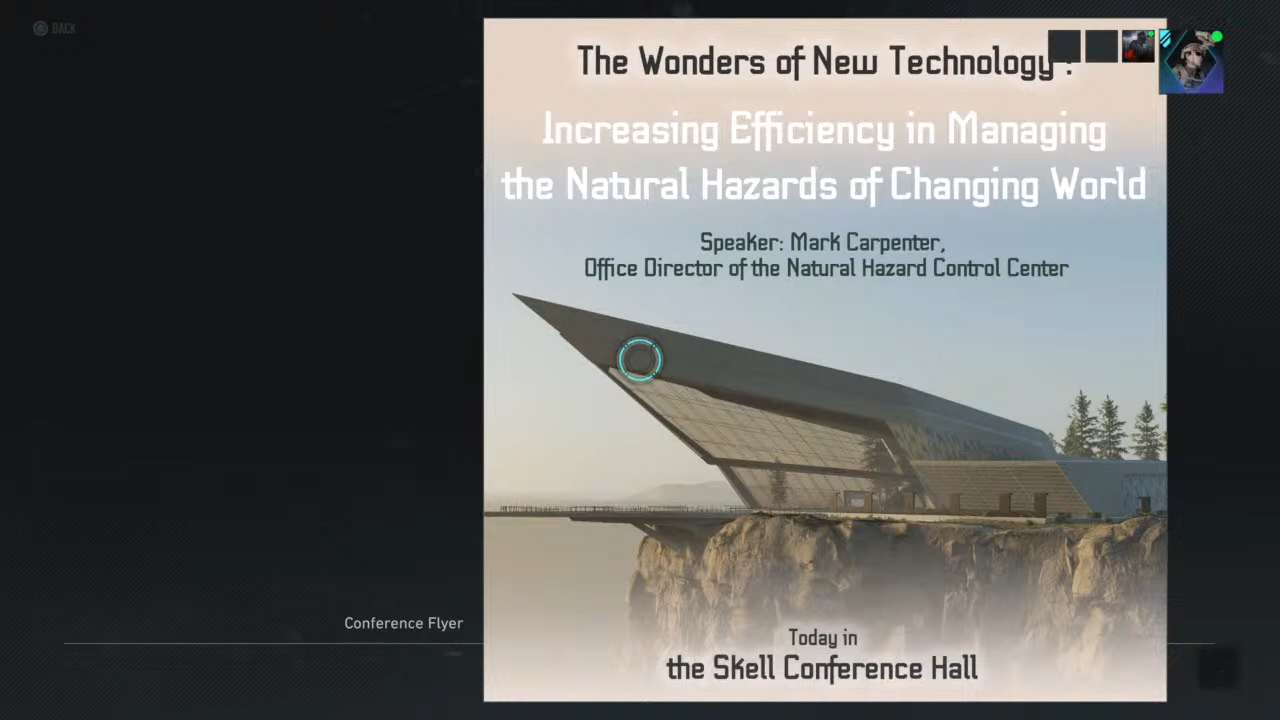 BACK
The Wonders of New Technology :
Increasing Efficiency in Managing
the Natural Hazards of Changing World
Speaker: Mark Carpenter,
Office Director of the Natural Hazard Control Center
Conference Flyer
Today in
the Skell Conference Hall